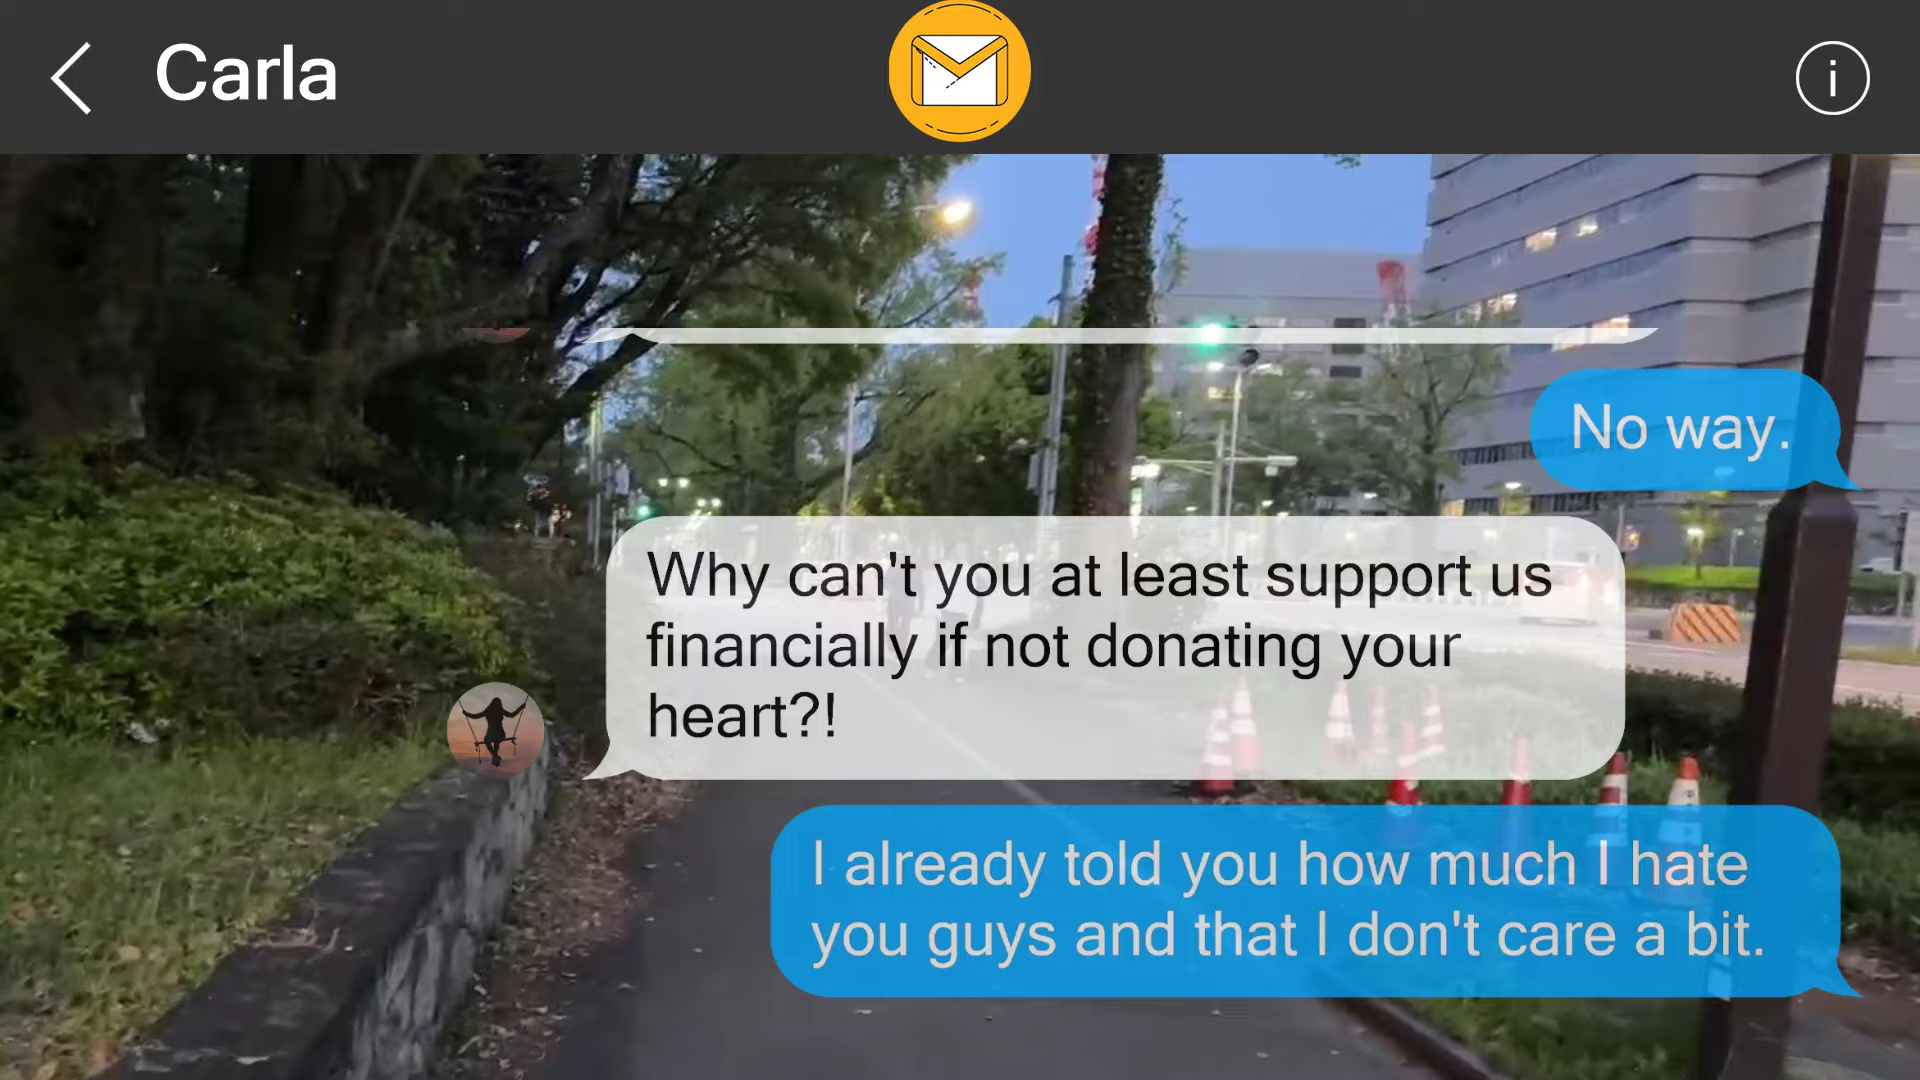 Carla
No way.
Why can't you at least support us
financially if not donating your
heart?!
I already told you how much I hate
you guys and that I don't care a bit.